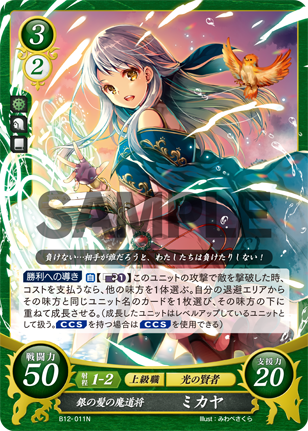 3
2
SAMPLE
負けない…相手が誰だろうと、わたしたちは負けたりしない!
勝利への導き 自【 1】このユニットの攻撃で敵を撃破した時、
コストを支払うなら、他の味方を1体選ぶ。自分の退避エリアから
その味方と同じユニット名のカードを1枚選び、その味方の下に
重ねて成長させる。(成長したユニットはレベルアップしているユニットとし
て扱う。CCSを持つ場合はCCSを使用できる)
戦闘力
50
射程 1-2
上級職
光の賢者
支援力
20
銀の髪の魔道将 ミカヤ
B12-011N
Illust:みわべさくら